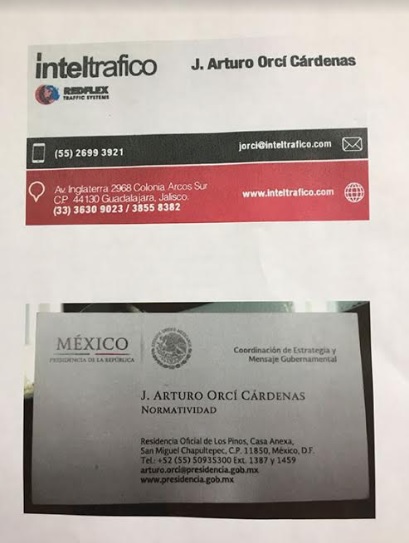 inteltrafico
J. Arturo Orcí Cárdenas
REDFLEX
TRAFFIC SYSTEMS
(55) 2699 3921
jorci@inteltrafico.com
Av. Inglaterra 2968 Colonia Arcos Sur
C.P. 44130 Guadalajara, Jalisco.
(33) 3630 9023 / 3855 8382
www.inteltrafico.com
MÉXICO
PRESIDENCIA DE LA REPÚBLICA
Coordinación de Estrategia y
Mensaje Gubernamental
J. ARTURO ORCÍ CÁRDENAS
NORMATIVIDAD
Residencia Oficial de Los Pinos, Casa Anexa,
San Miguel Chapultepec, C.P. 11850, México, D.F.
Tel.: +52 (55) 50935300 Ext. 1387 y 1459
arturo.orci@presidencia.gob.mx
www.presidencia.gob.mx